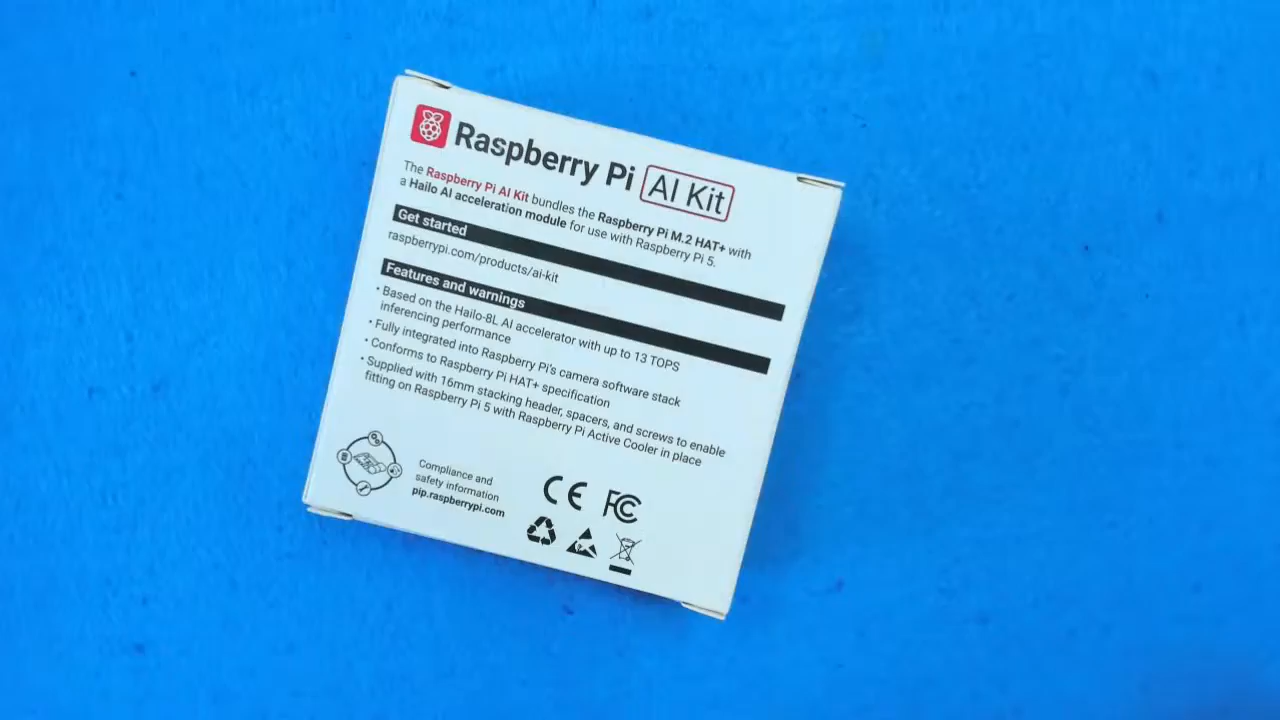 Raspberry Pi AI Kit
The Raspberry Pi AI Kit bundles the Raspberry Pi M.2 HAT+ with
a Hailo AI acceleration module for use with Raspberry Pi 5.
Get started
raspberrypi.com/products/ai-kit
Features and warnings
• Based on the Hailo-8L AI accelerator with up to 13 TOPS
inferencing performance
• Fully integrated into Raspberry Pi's camera software stack
• Conforms to Raspberry Pi HAT+ specification
• Supplied with 16mm stacking header, spacers, and screws to enable
fitting on Raspberry Pi 5 with Raspberry Pi Active Cooler in place
Compliance and
safety information
pip.raspberrypi.com
CE FC